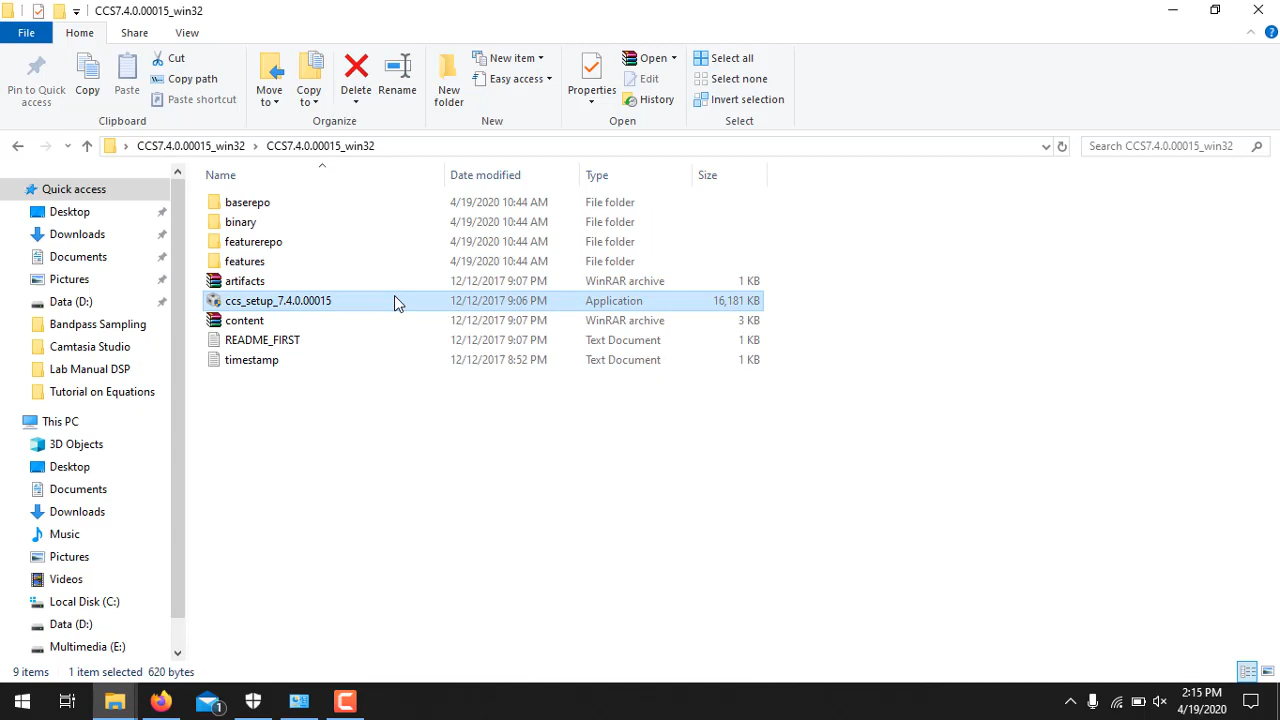 CCS7.4.0.00015_win32
File Home Share View
Pin to Quick access
Copy
Paste
Cut
Copy path
Paste shortcut
Clipboard
Move to
Copy to
Delete
Rename
Organize
New folder
New item
Easy access
New
Properties
Open
Edit
History
Open
Select all
Select none
Invert selection
Select
CCS7.4.0.00015_win32 CCS7.4.0.00015_win32
Search CCS7.4.0.00015_win32
Quick access
Desktop
Downloads
Documents
Pictures
Data (D:)
Bandpass Sampling
Camtasia Studio
Lab Manual DSP
Tutorial on Equations
This PC
3D Objects
Desktop
Documents
Downloads
Music
Pictures
Videos
Local Disk (C:)
Data (D:)
Multimedia (E:)
Name Date modified Type Size
baserepo 4/19/2020 10:44 AM File folder
binary 4/19/2020 10:44 AM File folder
featurerepo 4/19/2020 10:44 AM File folder
features 4/19/2020 10:44 AM File folder
artifacts 12/12/2017 9:07 PM WinRAR archive 1 KB
ccs_setup_7.4.0.00015 12/12/2017 9:06 PM Application 16,181 KB
content 12/12/2017 9:07 PM WinRAR archive 3 KB
README_FIRST 12/12/2017 9:07 PM Text Document 1 KB
timestamp 12/12/2017 8:52 PM Text Document 1 KB
9 items 1 item selected 620 bytes
1
2:15 PM
4/19/2020